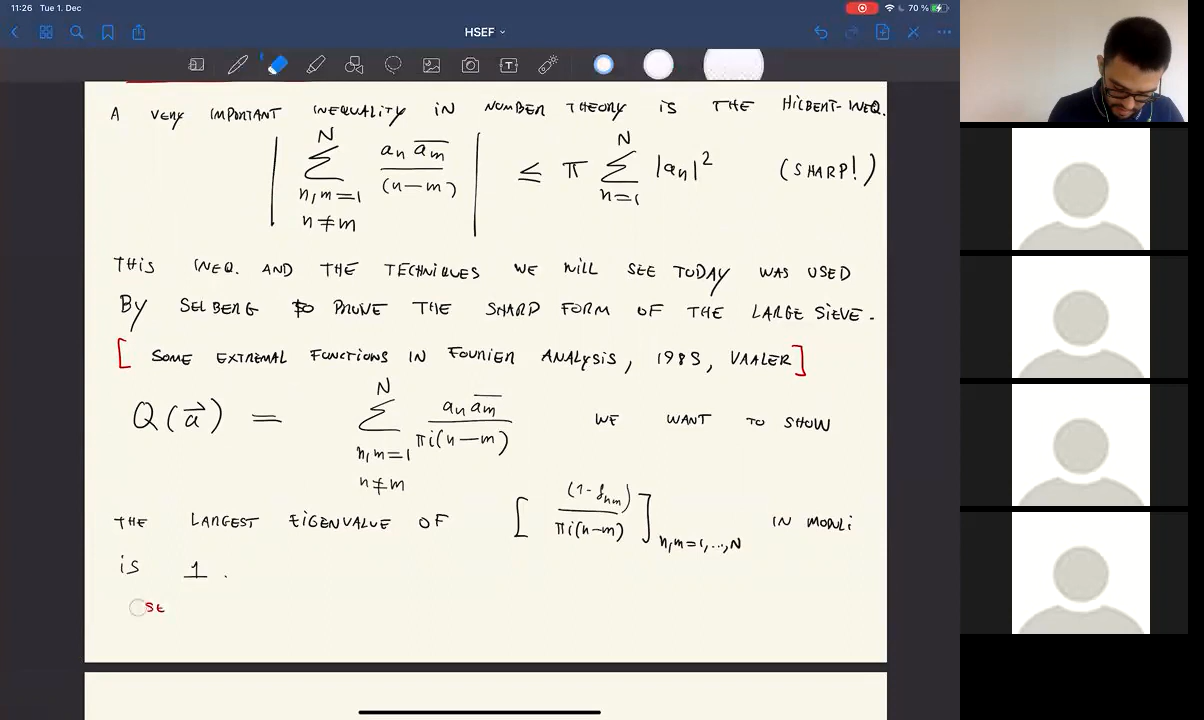 11:26 Tue 1. Dec
70 %
HSEF
A VERY IMPORTANT INEQUALITY IN NUMBER THEORY IS THE HILBERT-INEQ.
| N Σ n,m=1 n≠m a_n \overline{a_m} / (n-m) | ≤ π N Σ n=1 |a_n|^2 (SHARP!)
THIS INEQ. AND THE TECHNIQUES WE WILL SEE TODAY WAS USED
BY SELBERG TO PROVE THE SHARP FORM OF THE LARGE SIEVE.
[SOME EXTREMAL FUNCTIONS IN FOURIER ANALYSIS, 1985, VAALER]
Q(\vec{a}) = N Σ n,m=1 n≠m a_n \overline{a_m} / πi(n-m) WE WANT TO SHOW
THE LARGEST EIGENVALUE OF [ (1-δ_{nm}) / πi(n-m) ]_{n,m=1,...,N} IN MODULI
is 1.
SE